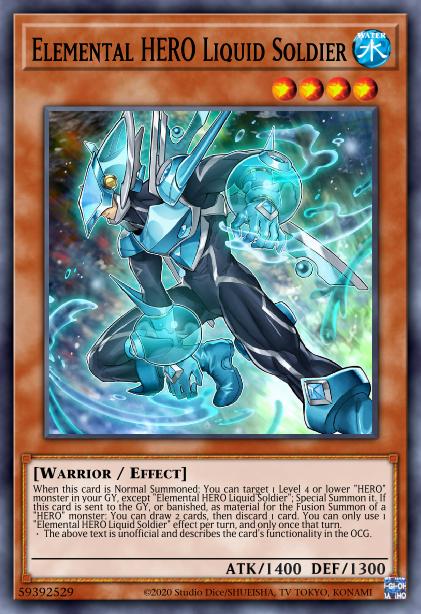 ELEMENTAL HERO LIQUID SOLDIER
WATER
水
[WARRIOR / EFFECT]
When this card is Normal Summoned: You can target 1 Level 4 or lower "HERO"
monster in your GY, except "Elemental HERO Liquid Soldier"; Special Summon it. If
this card is sent to the GY, or banished, as material for the Fusion Summon of a
"HERO" monster: You can draw 2 cards, then discard 1 card. You can only use 1
"Elemental HERO Liquid Soldier" effect per turn, and only once that turn.
· The above text is unofficial and describes the card's functionality in the OCG.
ATK/1400 DEF/1300
59392529
©2020 Studio Dice/SHUEISHA, TV TOKYO, KONAMI